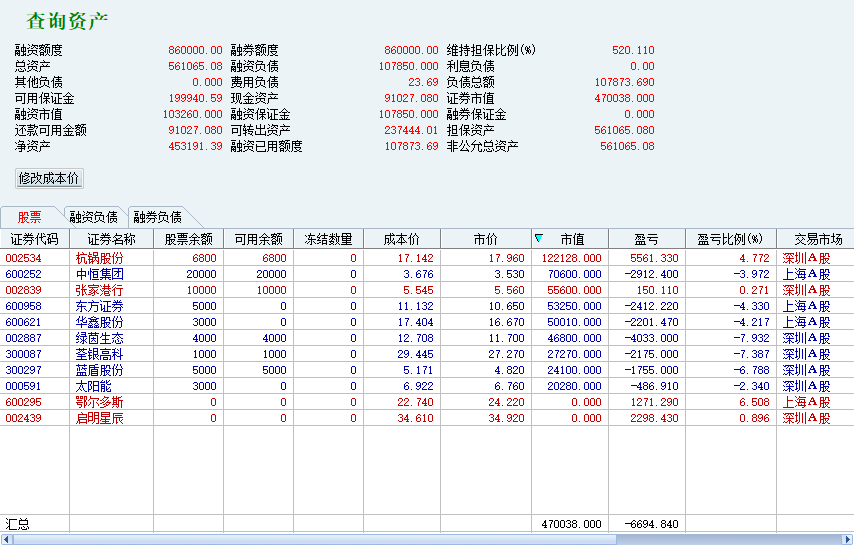 查询资产
融资额度 860000.00 融券额度 860000.00 维持担保比例(%) 520.110
总资产 561065.08 融资负债 107850.000 利息负债 0.00
其他负债 0.000 费用负债 23.69 负债总额 107873.690
可用保证金 199940.59 现金资产 91027.080 证券市值 470038.000
融资市值 103260.000 融资保证金 107850.000 融券保证金 0.000
还款可用金额 91027.080 可转出资产 237444.01 担保资产 561065.080
净资产 453191.39 融资已用额度 107873.69 非公允总资产 561065.08
修改成本价
股票 融资负债 融券负债
证券代码 证券名称 股票余额 可用余额 冻结数量 成本价 市价 市值 盈亏 盈亏比例(%) 交易市场
002534 杭锅股份 6800 6800 0 17.142 17.960 122128.000 5561.330 4.772 深圳A股
600252 中恒集团 20000 20000 0 3.676 3.530 70600.000 -2912.400 -3.972 上海A股
002839 张家港行 10000 10000 0 5.545 5.560 55600.000 150.110 0.271 深圳A股
600958 东方证券 5000 0 0 11.132 10.650 53250.000 -2412.220 -4.330 上海A股
600621 华鑫股份 3000 0 0 17.404 16.670 50010.000 -2201.470 -4.217 上海A股
002887 绿茵生态 4000 4000 0 12.708 11.700 46800.000 -4033.000 -7.932 深圳A股
300087 荃银高科 1000 1000 0 29.445 27.270 27270.000 -2175.000 -7.387 深圳A股
300297 蓝盾股份 5000 5000 0 5.171 4.820 24100.000 -1755.000 -6.788 深圳A股
000591 太阳能 3000 0 0 6.922 6.760 20280.000 -486.910 -2.340 深圳A股
600295 鄂尔多斯 0 0 0 22.740 24.220 0.000 1271.290 6.508 上海A股
002439 启明星辰 0 0 0 34.610 34.920 0.000 2298.430 0.896 深圳A股
汇总 470038.000 -6694.840